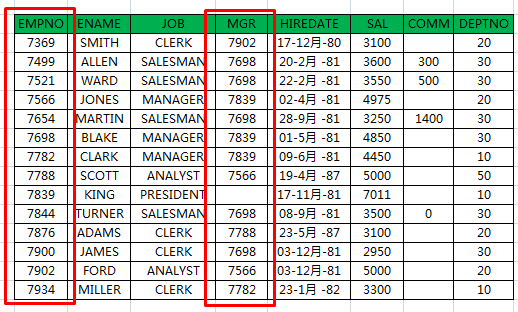 EMPNO ENAME JOB MGR HIREDATE SAL COMM DEPTNO
7369 SMITH CLERK 7902 17-12月-80 3100 20
7499 ALLEN SALESMAN 7698 20-2月 -81 3600 300 30
7521 WARD SALESMAN 7698 22-2月 -81 3550 500 30
7566 JONES MANAGER 7839 02-4月 -81 4975 20
7654 MARTIN SALESMAN 7698 28-9月 -81 3250 1400 30
7698 BLAKE MANAGER 7839 01-5月 -81 4850 30
7782 CLARK MANAGER 7839 09-6月 -81 4450 10
7788 SCOTT ANALYST 7566 19-4月 -87 5000 50
7839 KING PRESIDENT 17-11月-81 7011 10
7844 TURNER SALESMAN 7698 08-9月 -81 3500 0 30
7876 ADAMS CLERK 7788 23-5月 -87 3100 20
7900 JAMES CLERK 7698 03-12月-81 2950 30
7902 FORD ANALYST 7566 03-12月-81 5000 20
7934 MILLER CLERK 7782 23-1月 -82 3300 10